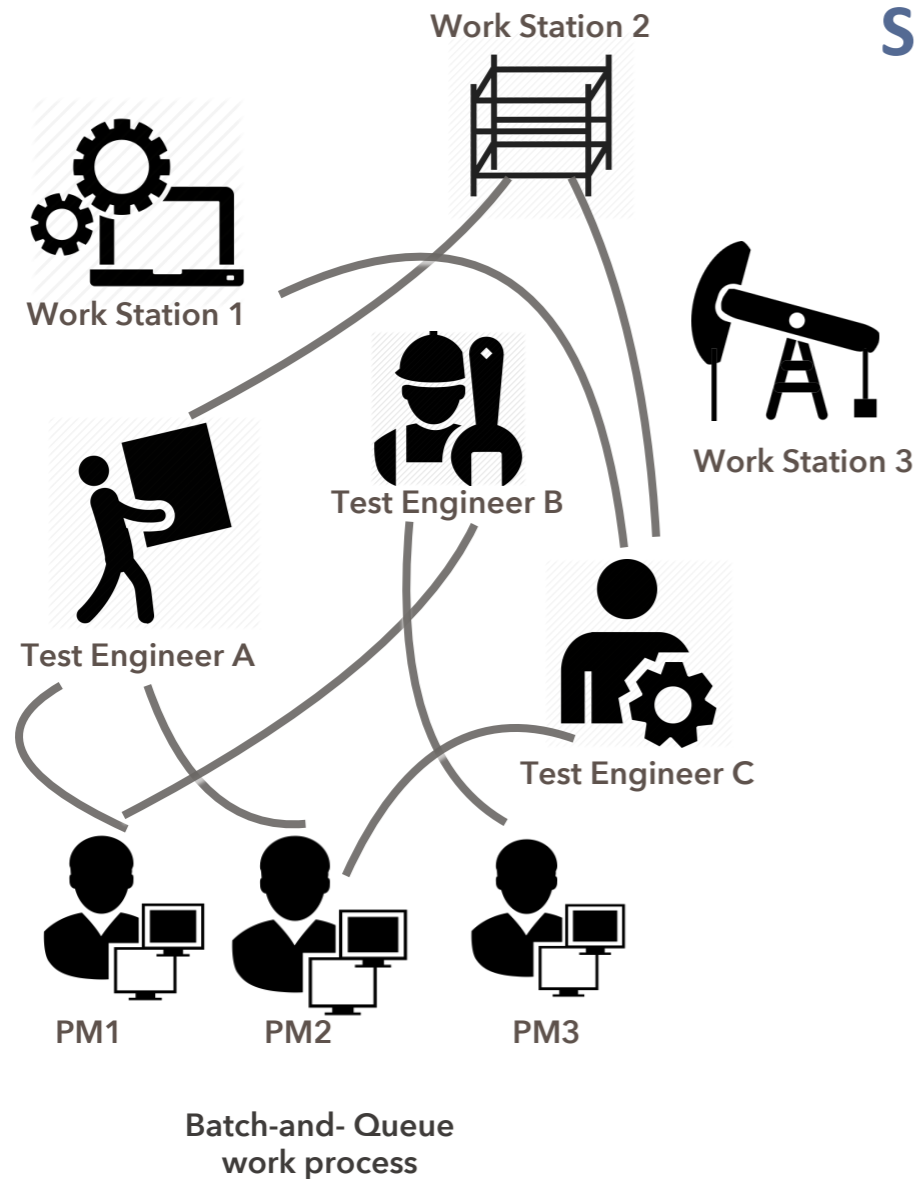 Work Station 2
S
Work Station 1
Work Station 3
Test Engineer B
Test Engineer A
Test Engineer C
PM1
PM2
PM3
Batch-and- Queue
work process